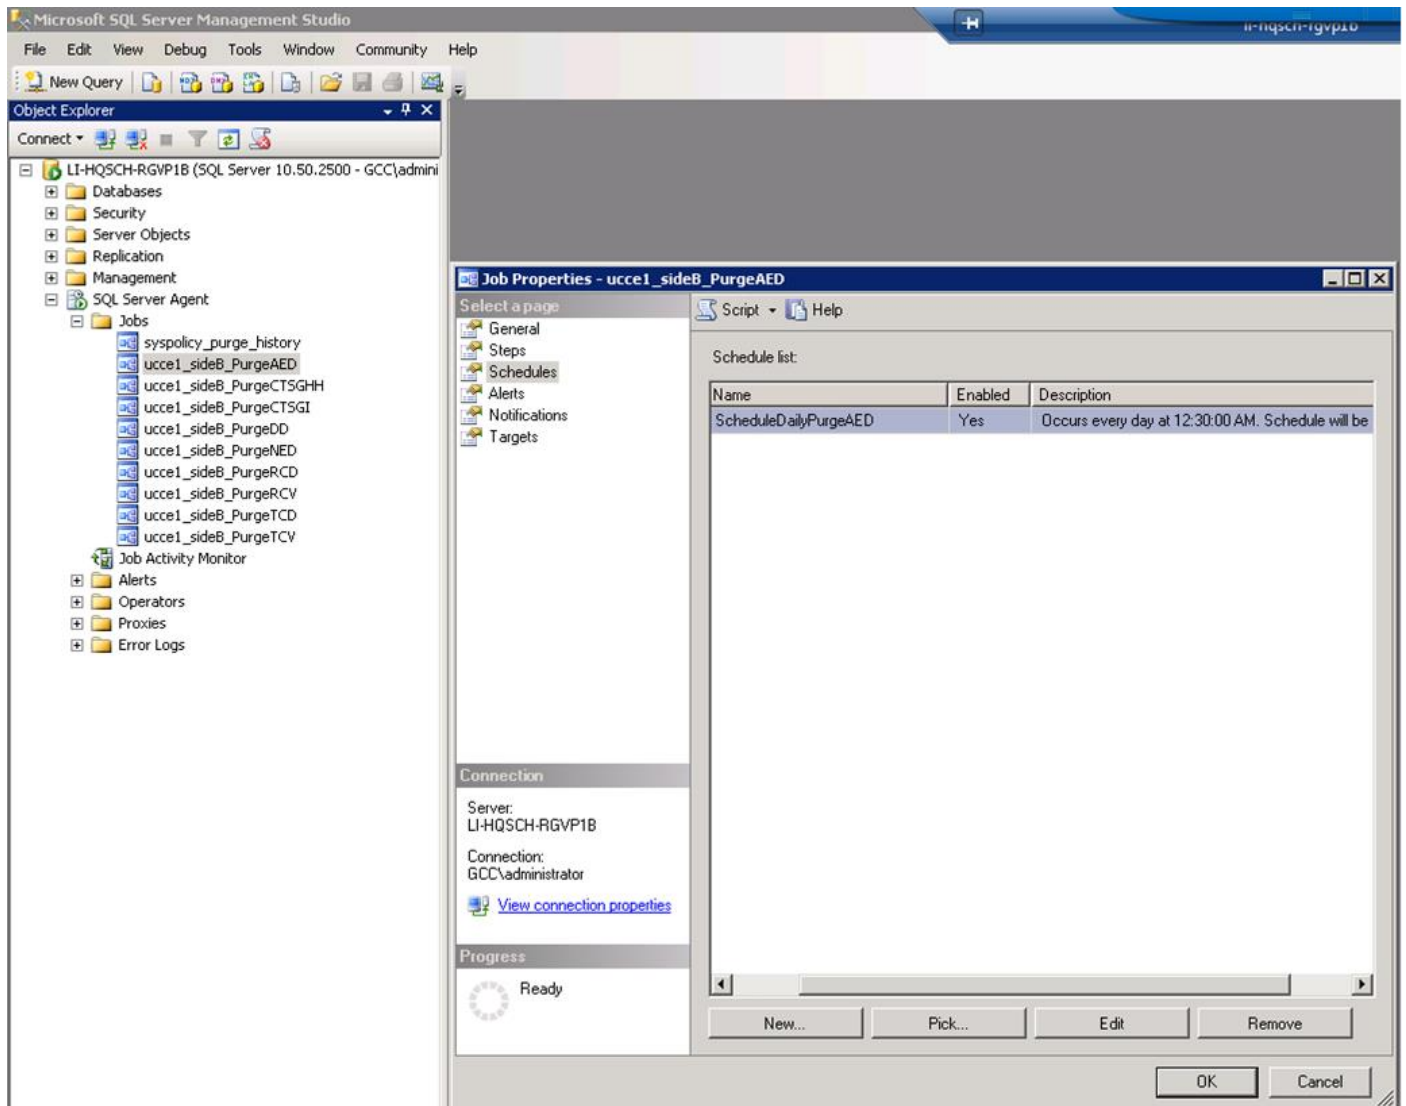 Microsoft SQL Server Management Studio
li-hqsch-rgvp1b
File Edit View Debug Tools Window Community Help
New Query
Object Explorer
Connect
LI-HQSCH-RGVP1B (SQL Server 10.50.2500 - GCC\admini
Databases
Security
Server Objects
Replication
Management
SQL Server Agent
Jobs
syspolicy_purge_history
ucce1_sideB_PurgeAED
ucce1_sideB_PurgeCTSGHH
ucce1_sideB_PurgeCTSGI
ucce1_sideB_PurgeDD
ucce1_sideB_PurgeNED
ucce1_sideB_PurgeRCD
ucce1_sideB_PurgeRCV
ucce1_sideB_PurgeTCD
ucce1_sideB_PurgeTCV
Job Activity Monitor
Alerts
Operators
Proxies
Error Logs
Job Properties - ucce1_sideB_PurgeAED
Select a page
General
Steps
Schedules
Alerts
Notifications
Targets
Script Help
Schedule list:
Name Enabled Description
ScheduleDailyPurgeAED Yes Occurs every day at 12:30:00 AM. Schedule will be
Connection
Server:
LI-HQSCH-RGVP1B
Connection:
GCC\administrator
View connection properties
Progress
Ready
New... Pick... Edit Remove
OK Cancel